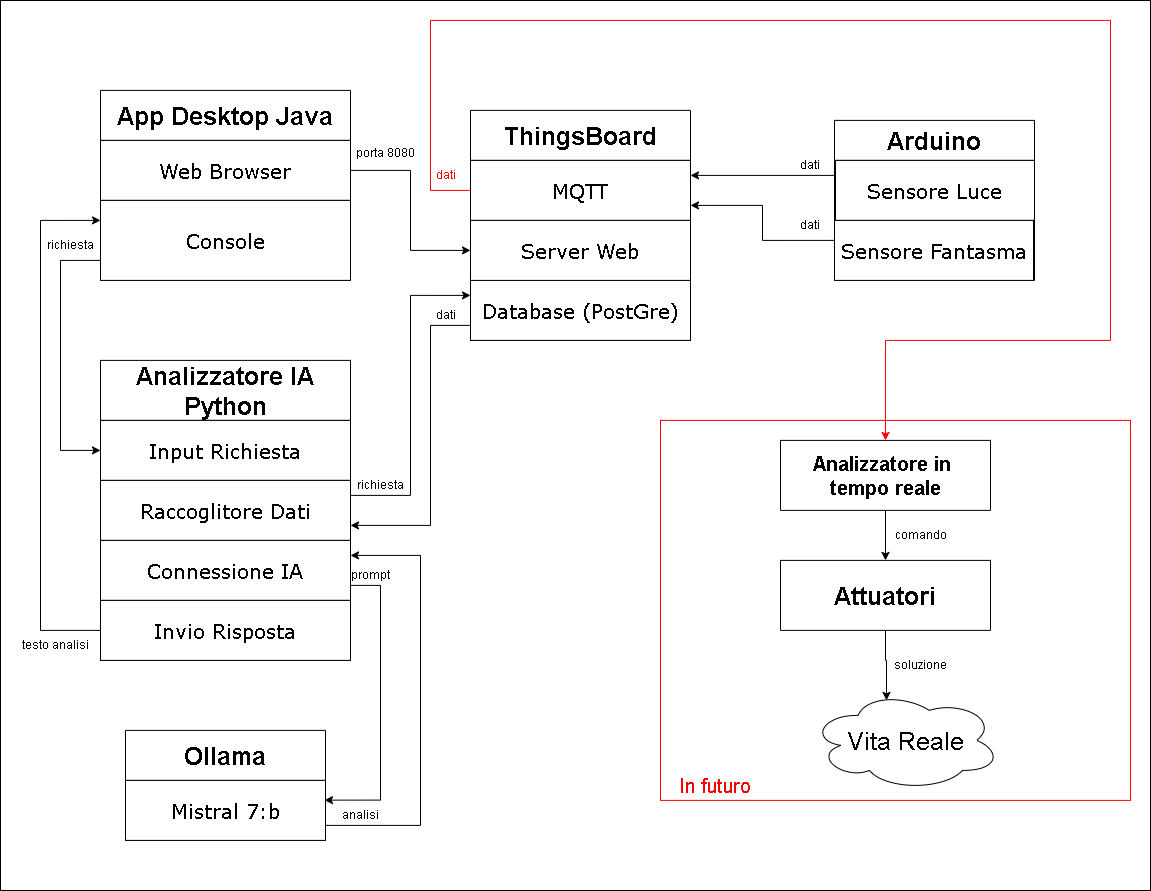 App Desktop Java
Web Browser
Console
porta 8080
richiesta
dati
ThingsBoard
MQTT
Server Web
Database (PostGre)
dati
Arduino
Sensore Luce
Sensore Fantasma
dati
dati
Analizzatore IA
Python
Input Richiesta
Raccoglitore Dati
Connessione IA
Invio Risposta
richiesta
prompt
testo analisi
Ollama
Mistral 7:b
analisi
Analizzatore in
tempo reale
comando
Attuatori
soluzione
Vita Reale
In futuro